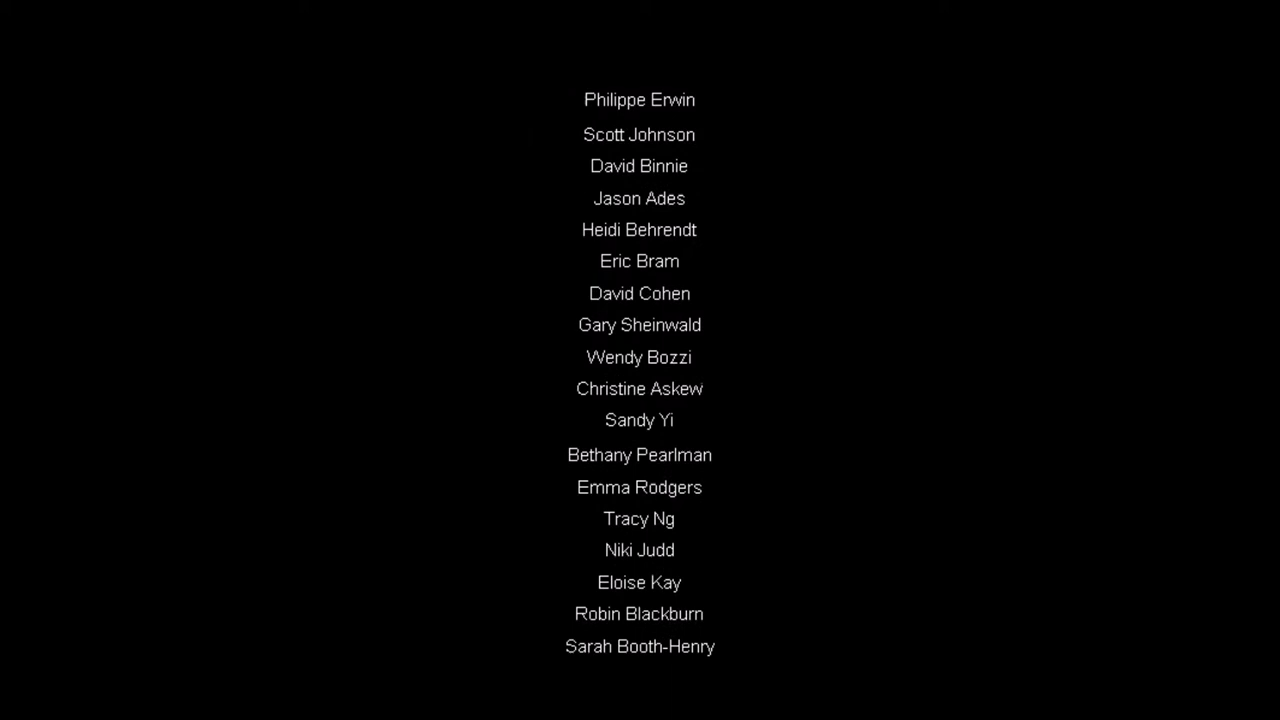 Philippe Erwin
Scott Johnson
David Binnie
Jason Ades
Heidi Behrendt
Eric Bram
David Cohen
Gary Sheinwald
Wendy Bozzi
Christine Askew
Sandy Yi
Bethany Pearlman
Emma Rodgers
Tracy Ng
Niki Judd
Eloise Kay
Robin Blackburn
Sarah Booth-Henry